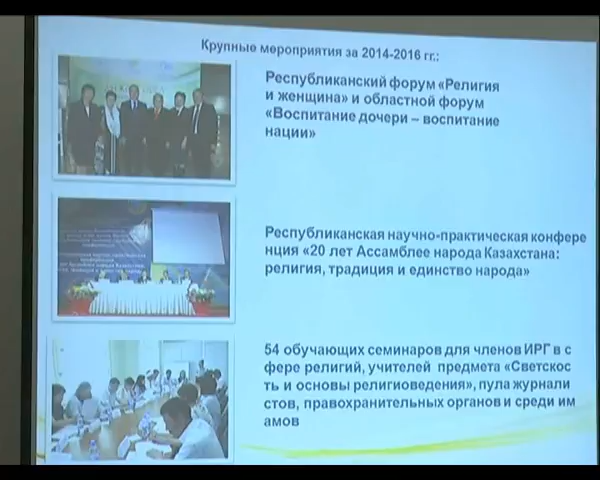 Крупные мероприятия за 2014-2016 гг.:
Республиканский форум «Религия
и женщина» и областной форум
«Воспитание дочери – воспитание
нации»
Республиканская научно-практическая конфере
нция «20 лет Ассамблее народа Казахстана:
религия, традиция и единство народа»
54 обучающих семинаров для членов ИРГ в с
фере религий, учителей предмета «Светскос
ть и основы религиоведения», пула журнали
стов, правохранительных органов и среди им
амов